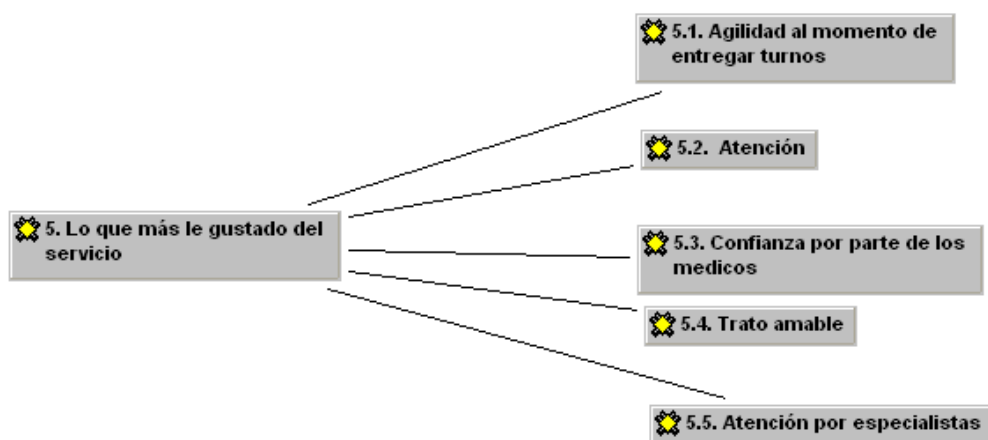 5.1. Agilidad al momento de
entregar turnos
5.2. Atención
5. Lo que más le gustado del
servicio
5.3. Confianza por parte de los
medicos
5.4. Trato amable
5.5. Atención por especialistas